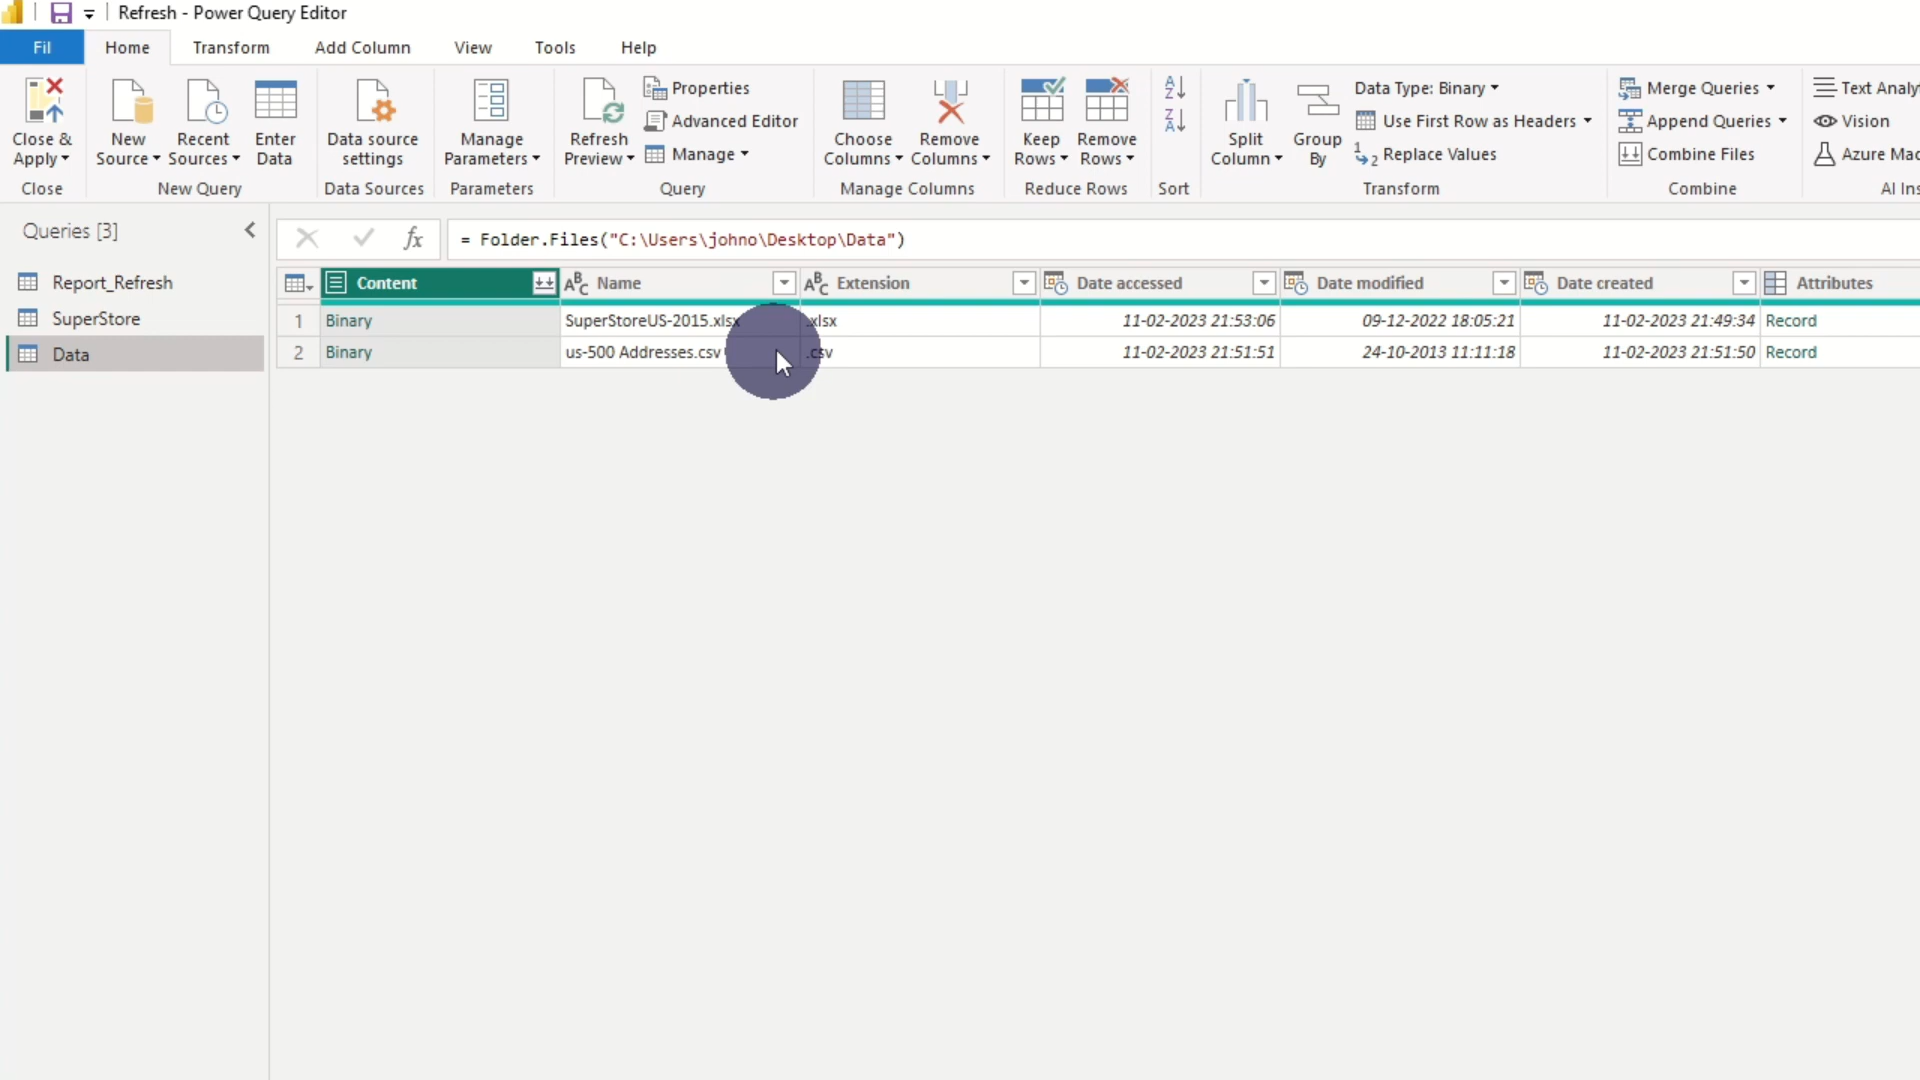 Refresh - Power Query Editor
Fil Home Transform Add Column View Tools Help
Close & Apply
New Source
Recent Sources
Enter Data
Data source settings
Manage Parameters
Refresh Preview
Properties
Advanced Editor
Manage
Choose Columns
Remove Columns
Keep Rows
Remove Rows
Split Column
Group By
Data Type: Binary
Use First Row as Headers
Replace Values
Merge Queries
Append Queries
Combine Files
Text Analy
Vision
Azure Mac
Close New Query Data Sources Parameters Query Manage Columns Reduce Rows Sort Transform Combine AI Ins
Queries [3]
Report_Refresh
SuperStore
Data
fx = Folder.Files("C:\Users\johno\Desktop\Data")
Content ABC Name ABC Extension Date accessed Date modified Date created Attributes
1 Binary SuperStoreUS-2015.xlsx .xlsx 11-02-2023 21:53:06 09-12-2022 18:05:21 11-02-2023 21:49:34 Record
2 Binary us-500 Addresses.csv .csv 11-02-2023 21:51:51 24-10-2013 11:11:18 11-02-2023 21:51:50 Record